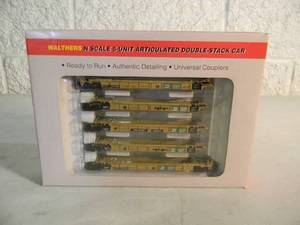 WALTHERS N SCALE 5-UNIT ARTICULATED DOUBLE-STACK CAR
• Ready to Run • Authentic Detailing • Universal Couplers